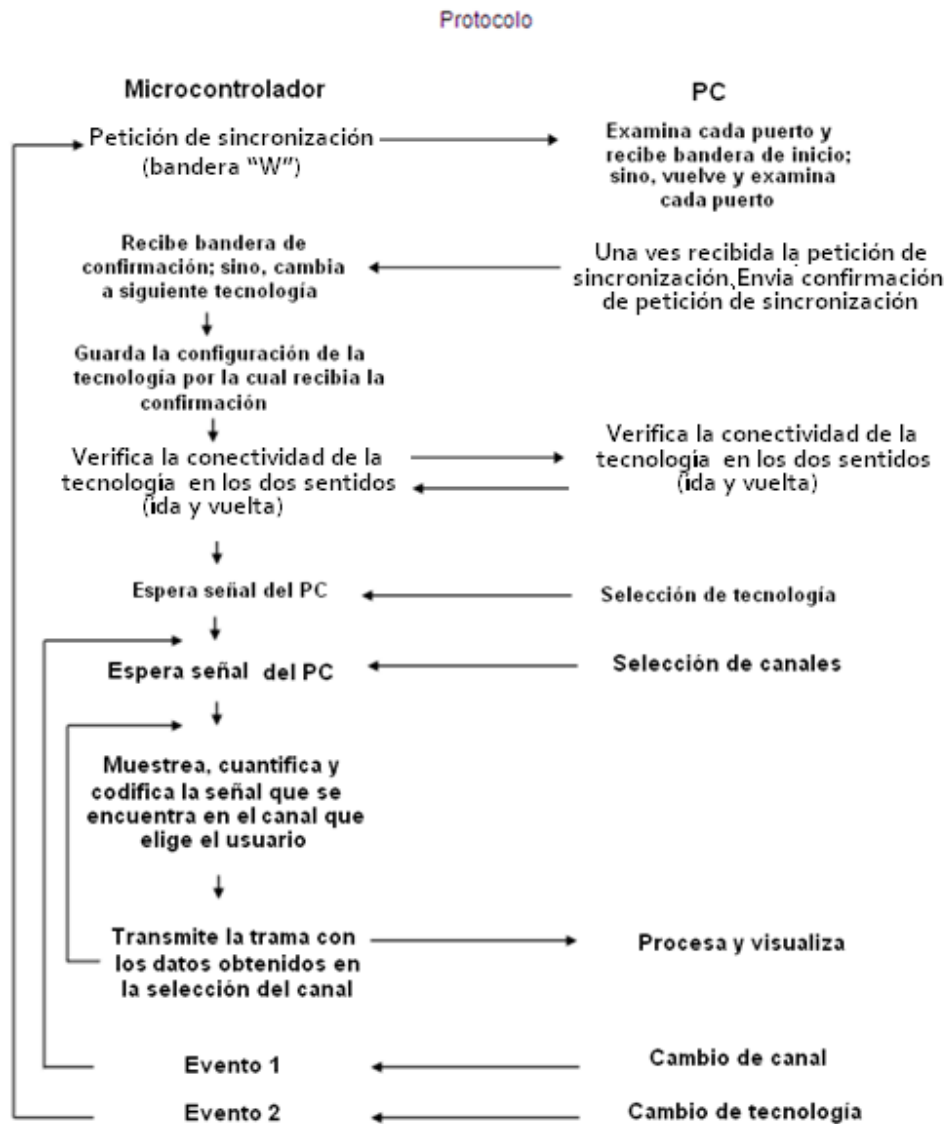 Protocolo
Microcontrolador
PC
Petición de sincronización
(bandera “W”)
Examina cada puerto y
recibe bandera de inicio;
sino, vuelve y examina
cada puerto
Recibe bandera de
confirmación; sino, cambia
a siguiente tecnología
Una ves recibida la petición de
sincronización.Envia confirmación
de petición de sincronización
Guarda la configuración de la
tecnología por la cual recibia la
confirmación
Verifica la conectividad de la
tecnología en los dos sentidos
(ida y vuelta)
Verifica la conectividad de la
tecnología en los dos sentidos
(ida y vuelta)
Espera señal del PC
Selección de tecnología
Espera señal del PC
Selección de canales
Muestrea, cuantifica y
codifica la señal que se
encuentra en el canal que
elige el usuario
Transmite la trama con
los datos obtenidos en
la selección del canal
Procesa y visualiza
Evento 1
Cambio de canal
Evento 2
Cambio de tecnología